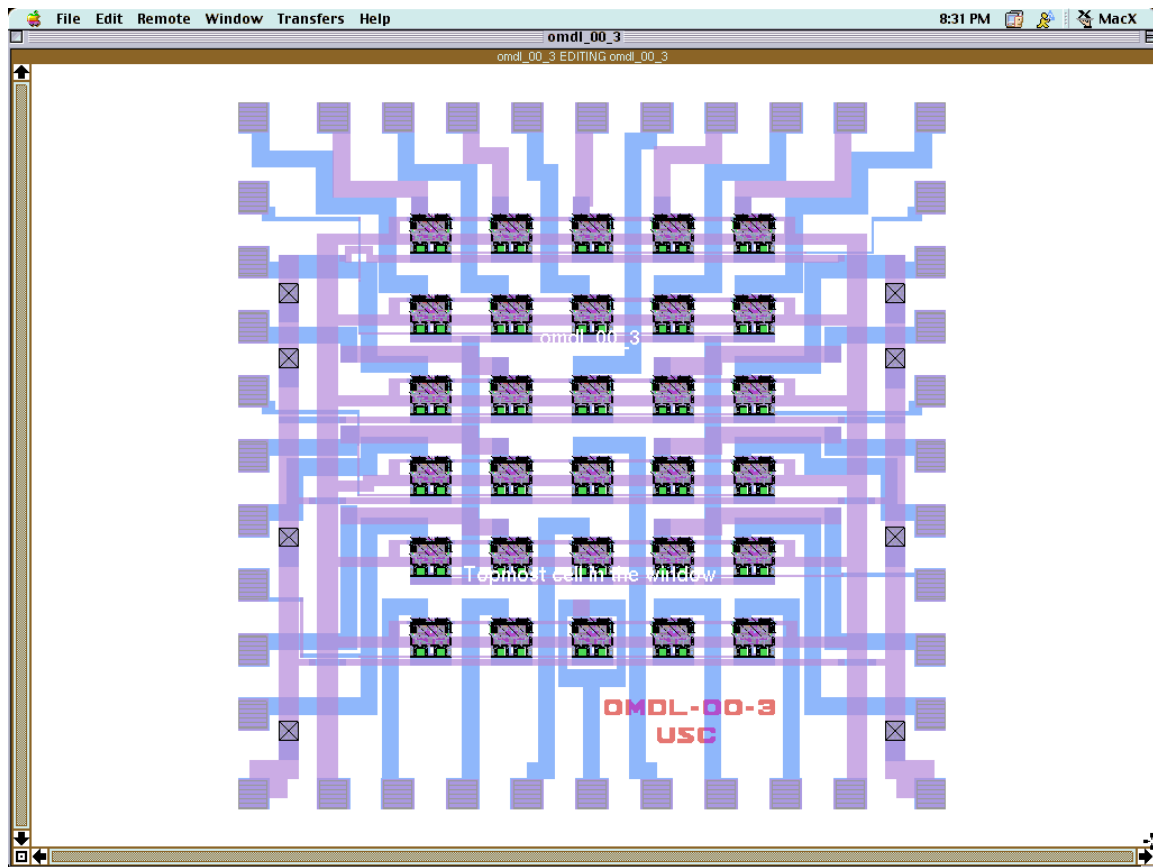 File Edit Remote Window Transfers Help 8:31 PM MacX
omdl_00_3
omdl_00_3 EDITING omdl_00_3
omdl_00_3
Topmost cell in the window
OMDL-00-3
USC